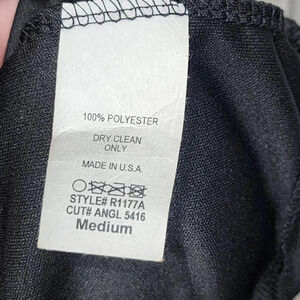 100% POLYESTER
DRY CLEAN
ONLY
MADE IN U.S.A.
STYLE# R1177A
CUT# ANGL 5416
Medium